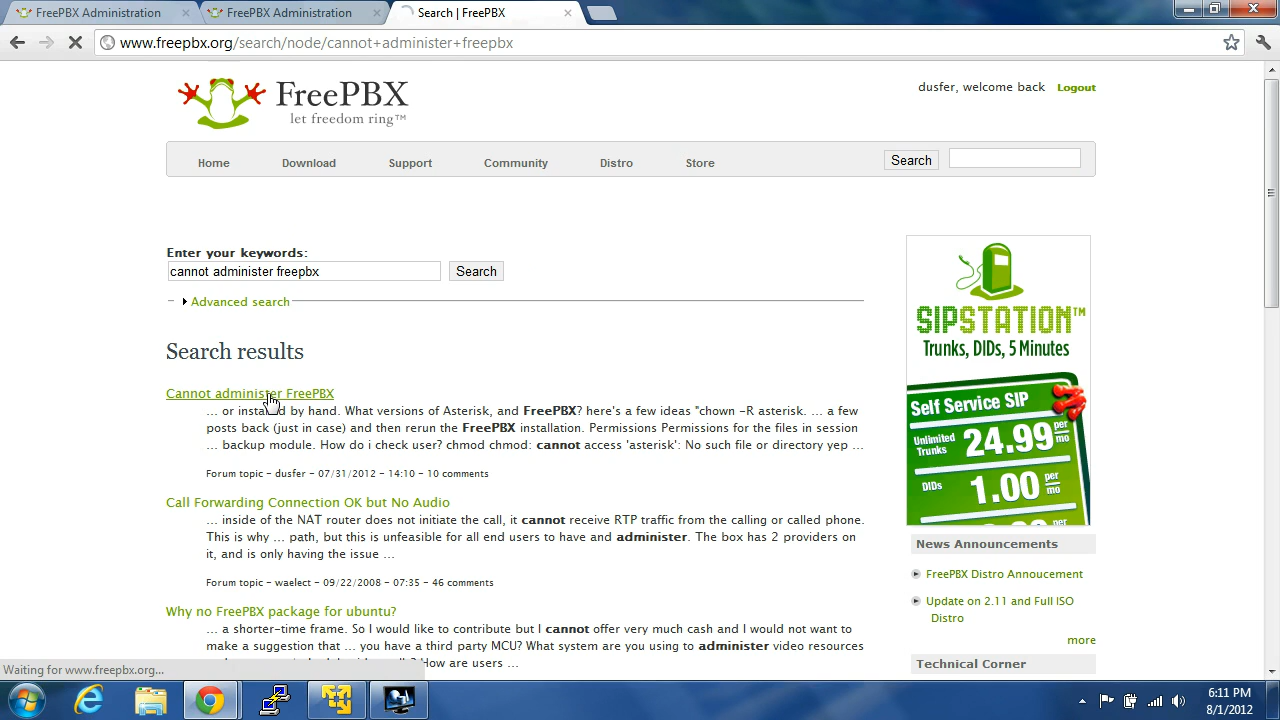 FreePBX Administration
FreePBX Administration
Search | FreePBX
www.freepbx.org/search/node/cannot+administer+freepbx
FreePBX
let freedom ring™
dusfer, welcome back Logout
Home Download Support Community Distro Store Search
Enter your keywords:
cannot administer freepbx Search
Advanced search
Search results
Cannot administer FreePBX
... or installed by hand. What versions of Asterisk, and FreePBX? here's a few ideas "chown -R asterisk. ... a few
posts back (just in case) and then rerun the FreePBX installation. Permissions Permissions for the files in session
... backup module. How do i check user? chmod chmod: cannot access 'asterisk': No such file or directory yep ...
Forum topic - dusfer - 07/31/2012 - 14:10 - 10 comments
Call Forwarding Connection OK but No Audio
... inside of the NAT router does not initiate the call, it cannot receive RTP traffic from the calling or called phone.
This is why ... path, but this is unfeasible for all end users to have and administer. The box has 2 providers on
it, and is only having the issue ...
Forum topic - waelect - 09/22/2008 - 07:35 - 46 comments
Why no FreePBX package for ubuntu?
... a shorter-time frame. So I would like to contribute but I cannot offer very much cash and I would not want to
make a suggestion that ... you have a third party MCU? What system are you using to administer video resources
? How are users ...
SIPSTATION™
Trunks, DIDs, 5 Minutes
Self Service SIP
Unlimited Trunks 24.99 per mo
DIDs 1.00 per mo
News Announcements
FreePBX Distro Annoucement
Update on 2.11 and Full ISO
Distro
more
Technical Corner
Waiting for www.freepbx.org...
6:11 PM
8/1/2012